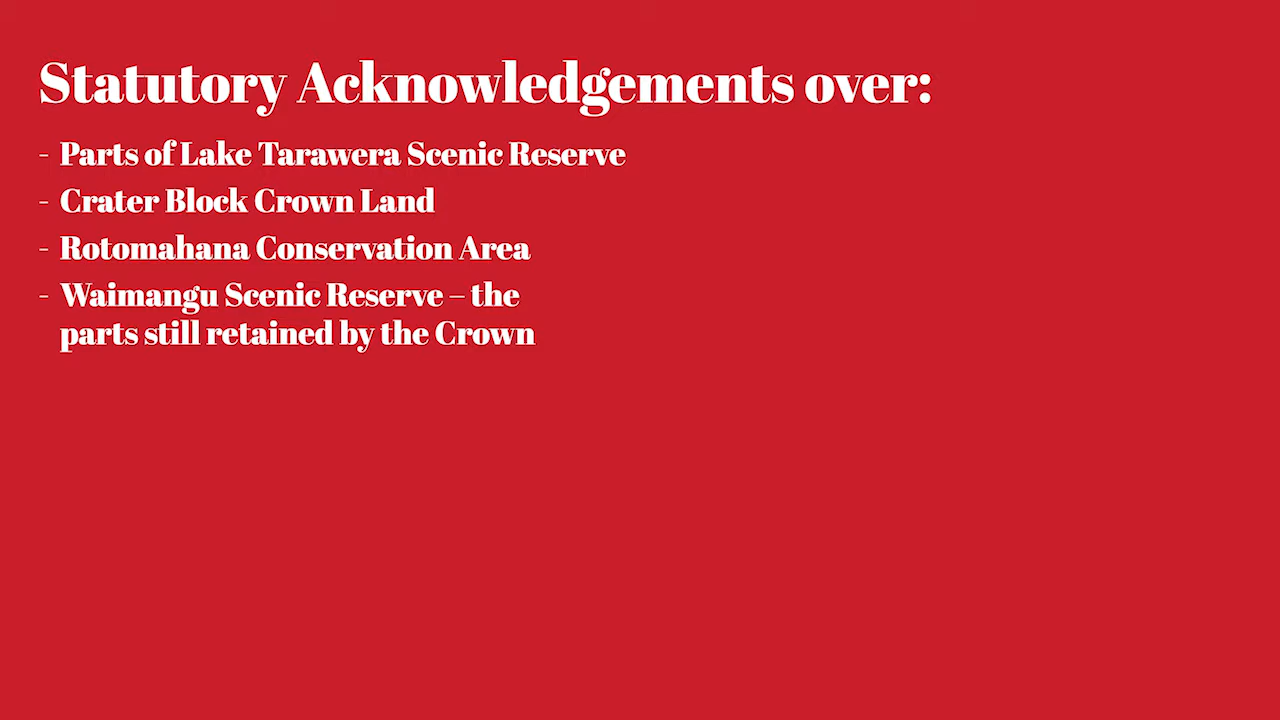 Statutory Acknowledgements over:
- Parts of Lake Tarawera Scenic Reserve
- Crater Block Crown Land
- Rotomahana Conservation Area
- Waimangu Scenic Reserve – the
parts still retained by the Crown